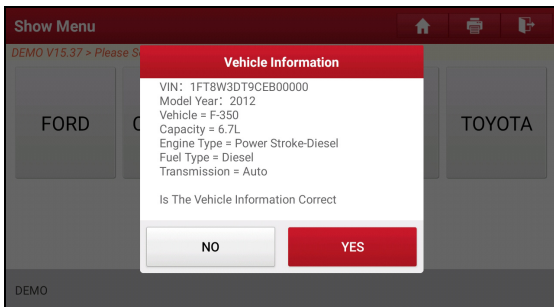 Show Menu
DEMO V15.37 > Please S
Vehicle Information
VIN: 1FT8W3DT9CEB00000
Model Year: 2012
Vehicle = F-350
Capacity = 6.7L
Engine Type = Power Stroke-Diesel
Fuel Type = Diesel
Transmission = Auto
Is The Vehicle Information Correct
FORD
TOYOTA
NO
YES
DEMO